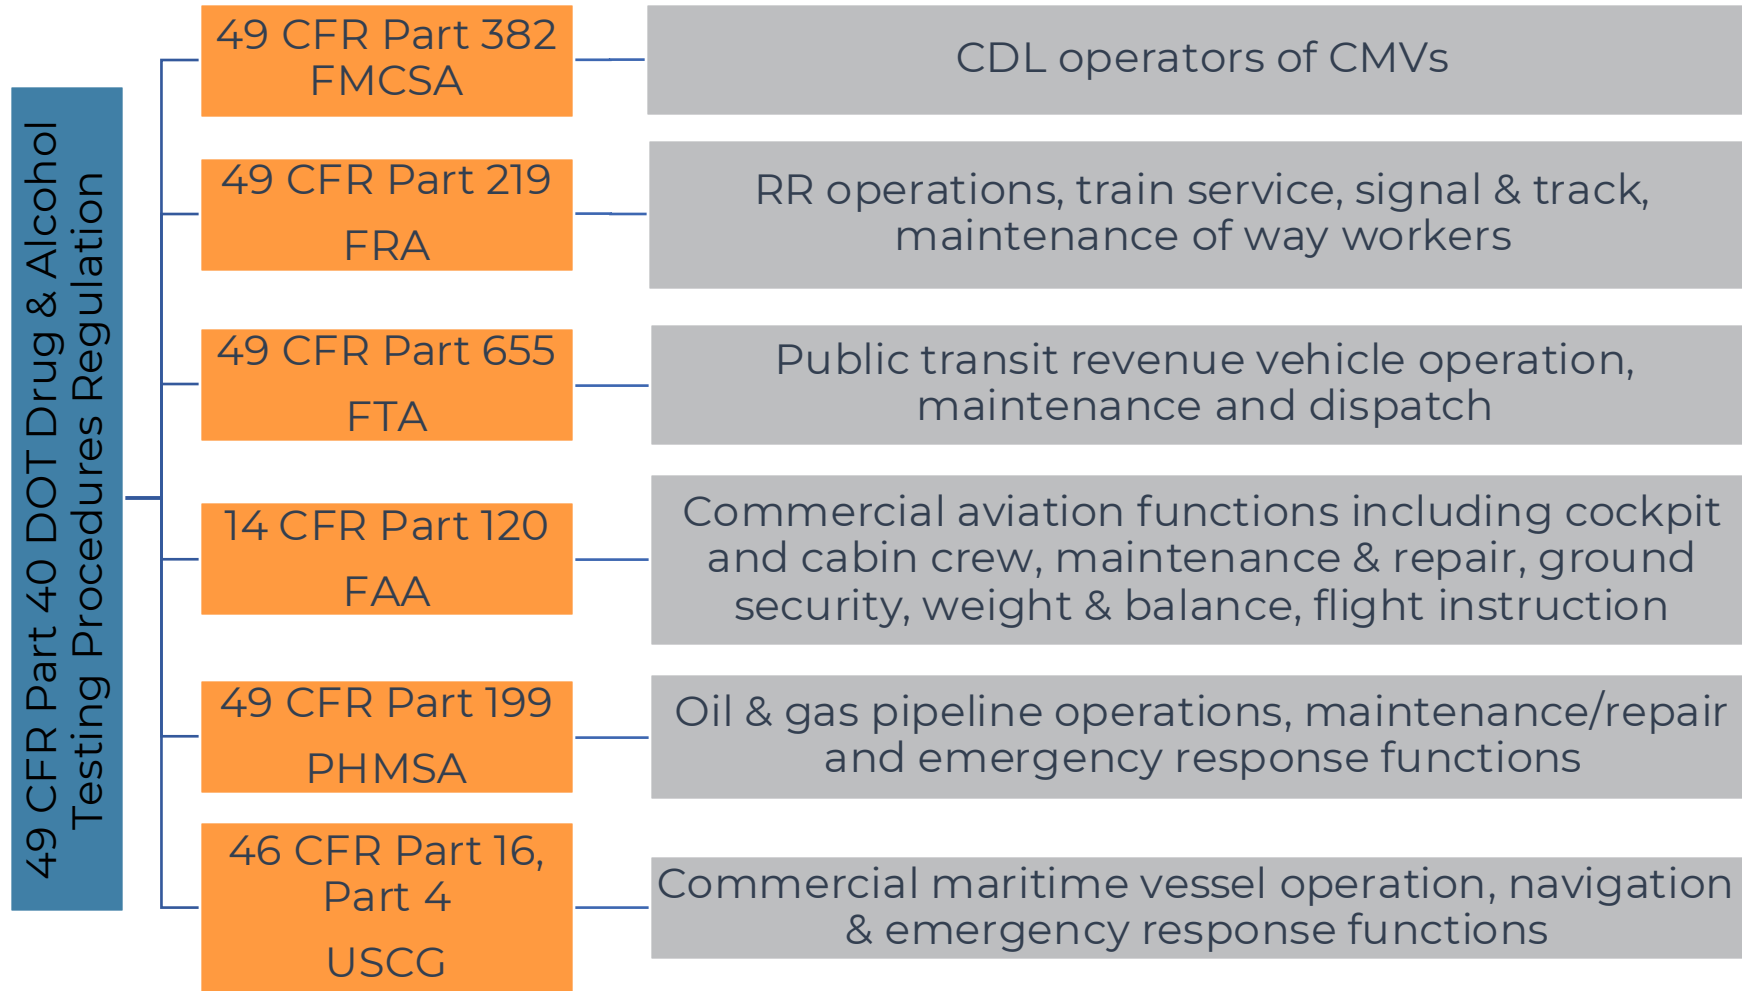 49 CFR Part 40 DOT Drug & Alcohol
Testing Procedures Regulation
49 CFR Part 382
FMCSA
CDL operators of CMVs
49 CFR Part 219
FRA
RR operations, train service, signal & track,
maintenance of way workers
49 CFR Part 655
FTA
Public transit revenue vehicle operation,
maintenance and dispatch
14 CFR Part 120
FAA
Commercial aviation functions including cockpit
and cabin crew, maintenance & repair, ground
security, weight & balance, flight instruction
49 CFR Part 199
PHMSA
Oil & gas pipeline operations, maintenance/repair
and emergency response functions
46 CFR Part 16,
Part 4
USCG
Commercial maritime vessel operation, navigation
& emergency response functions